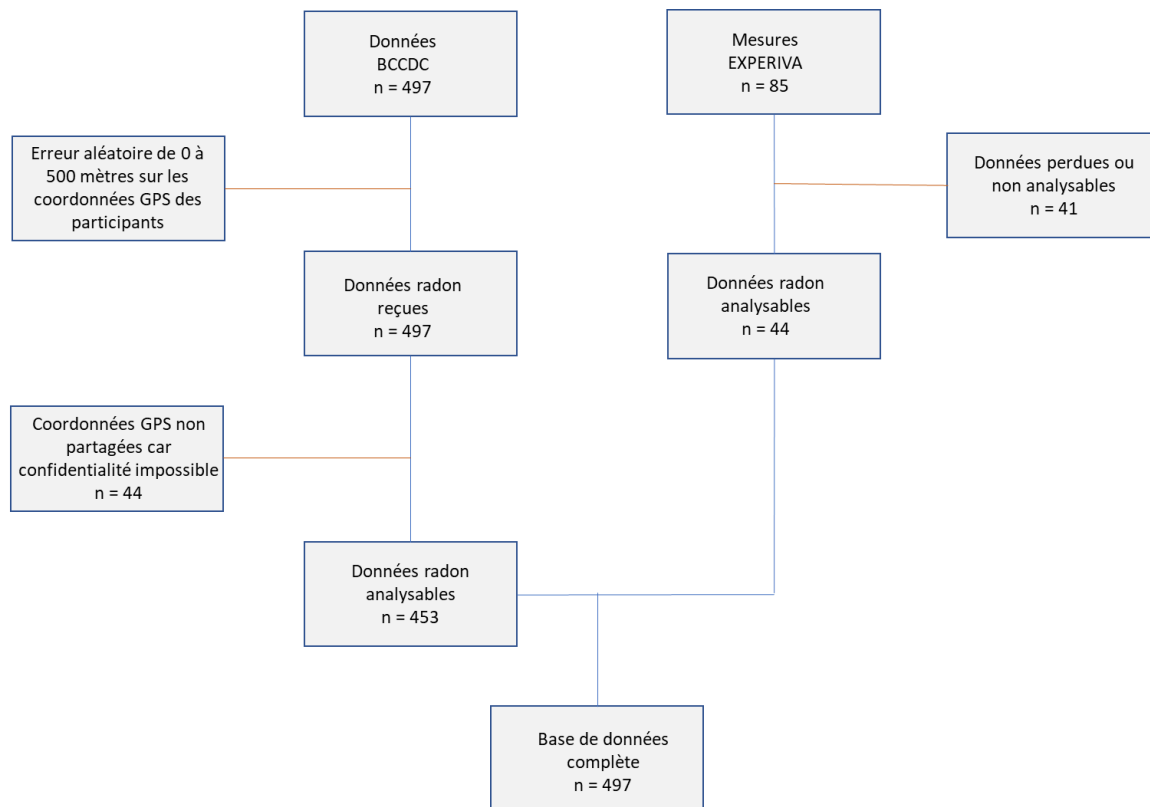 Données
BCCDC
n = 497
Mesures
EXPERIVA
n = 85
Erreur aléatoire de 0 à
500 mètres sur les
coordonnées GPS des
participants
Données perdues ou
non analysables
n = 41
Données radon
reçues
n = 497
Données radon
analysables
n = 44
Coordonnées GPS non
partagées car
confidentialité impossible
n = 44
Données radon
analysables
n = 453
Base de données
complète
n = 497